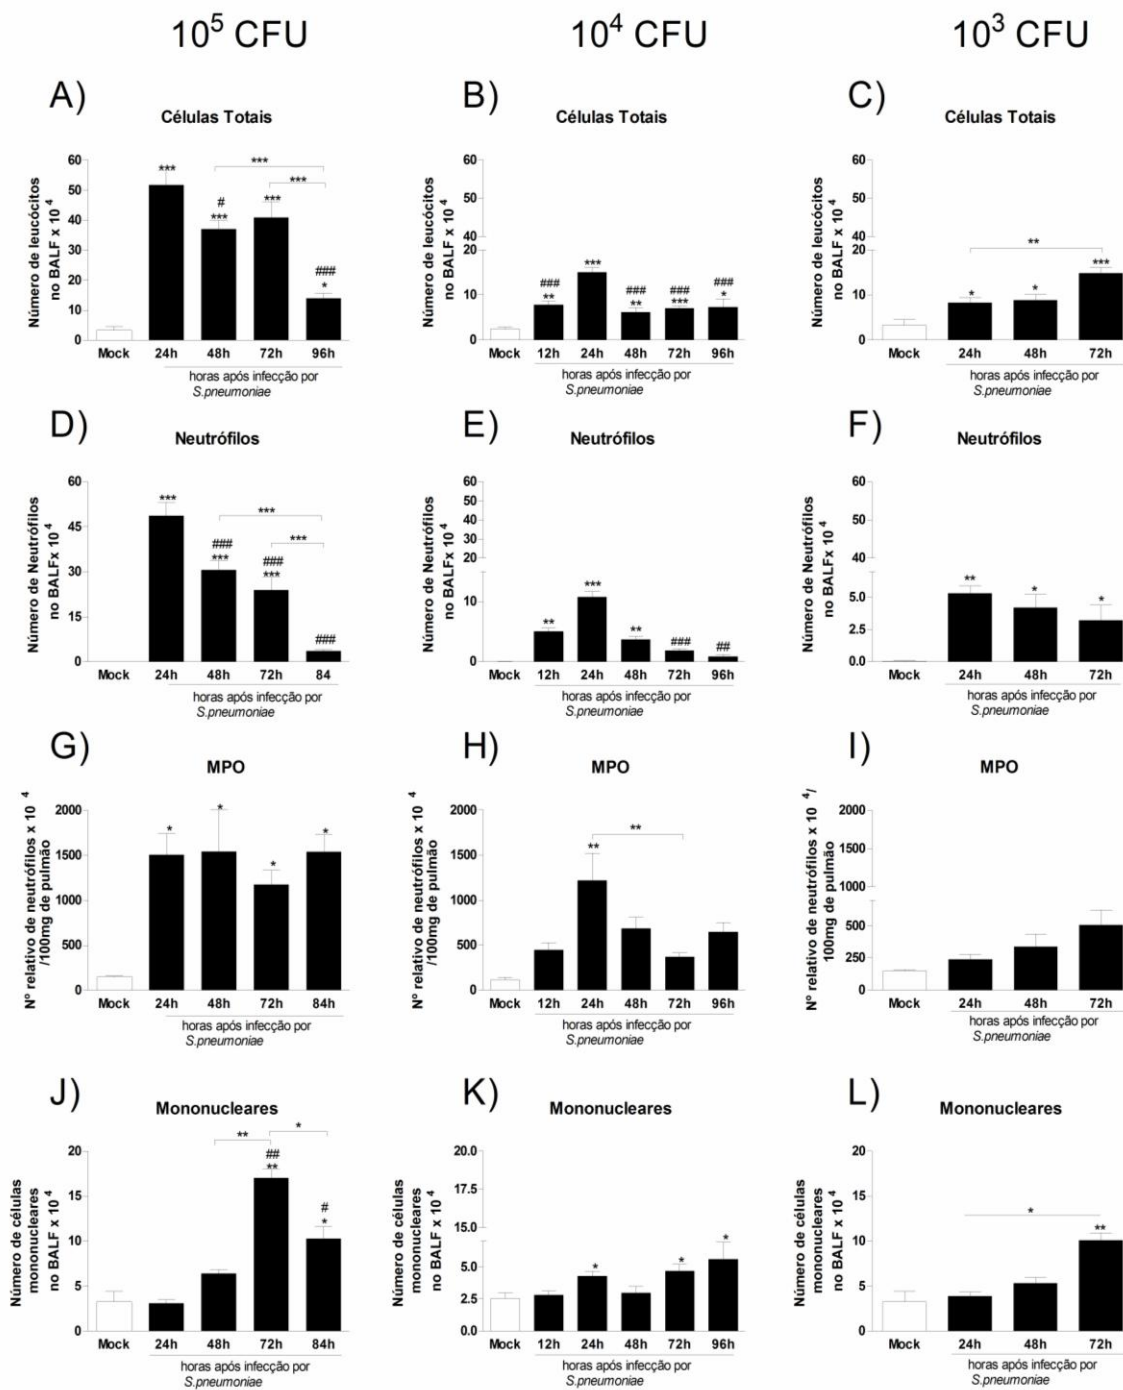 10⁵ CFU
10⁴ CFU
10³ CFU
A)
Células Totais
Número de leucócitos
no BALF x 10⁴
60
50
40
30
20
10
0
***
#
***
***
###
*
***
***
Mock 24h 48h 72h 96h
horas após infecção por
S.pneumoniae
B)
Células Totais
Número de leucócitos
no BALF x 10⁴
60
50
40
20
10
0
###
**
***
###
**
###
***
###
*
Mock 12h 24h 48h 72h 96h
horas após infecção por
S.pneumoniae
C)
Células Totais
Número de leucócitos
no BALF x 10⁴
60
50
40
20
10
0
*
*
***
**
Mock 24h 48h 72h
horas após infecção por
S.pneumoniae
D)
Neutrófilos
Número de Neutrófilos
no BALFx 10⁴
60
45
30
15
0
***
###
***
###
***
###
***
***
Mock 24h 48h 72h 84
horas após infecção por
S.pneumoniae
E)
Neutrófilos
Número de Neutrófilos
no BALFx 10⁴
60
50
40
30
20
10
0
**
***
**
###
##
Mock 12h 24h 48h 72h 96h
horas após infecção por
S.pneumoniae
F)
Neutrófilos
Número de Neutrófilos
no BALFx 10⁴
60
50
40
5.0
2.5
0.0
**
*
*
Mock 24h 48h 72h
horas após infecção por
S.pneumoniae
G)
MPO
Nº relativo de neutrófilos x 10⁴
/100mg de pulmão
2000
1500
1000
500
0
*
*
*
*
Mock 24h 48h 72h 84h
horas após infecção por
S.pneumoniae
H)
MPO
Nº relativo de neutrófilos x 10⁴
/100mg de pulmão
2000
1500
1000
500
0
**
**
Mock 12h 24h 48h 72h 96h
horas após infecção por
S.pneumoniae
I)
MPO
Nº relativo de neutrófilos x 10⁴/
100mg de pulmão
2000
1500
1000
500
250
0
Mock 24h 48h 72h
horas após infecção por
S.pneumoniae
J)
Mononucleares
Número de células
mononucleares
no BALF x 10⁴
20
15
10
5
0
**
*
##
**
#
*
Mock 24h 48h 72h 84h
horas após infecção por
S.pneumoniae
K)
Mononucleares
Número de células
mononucleares
no BALF x 10⁴
20.0
17.5
15.0
5.0
2.5
0.0
*
*
*
Mock 12h 24h 48h 72h 96h
horas após infecção por
S.pneumoniae
L)
Mononucleares
Número de células
mononucleares
no BALF x 10⁴
20
15
10
5
0
*
**
Mock 24h 48h 72h
horas após infecção por
S.pneumoniae